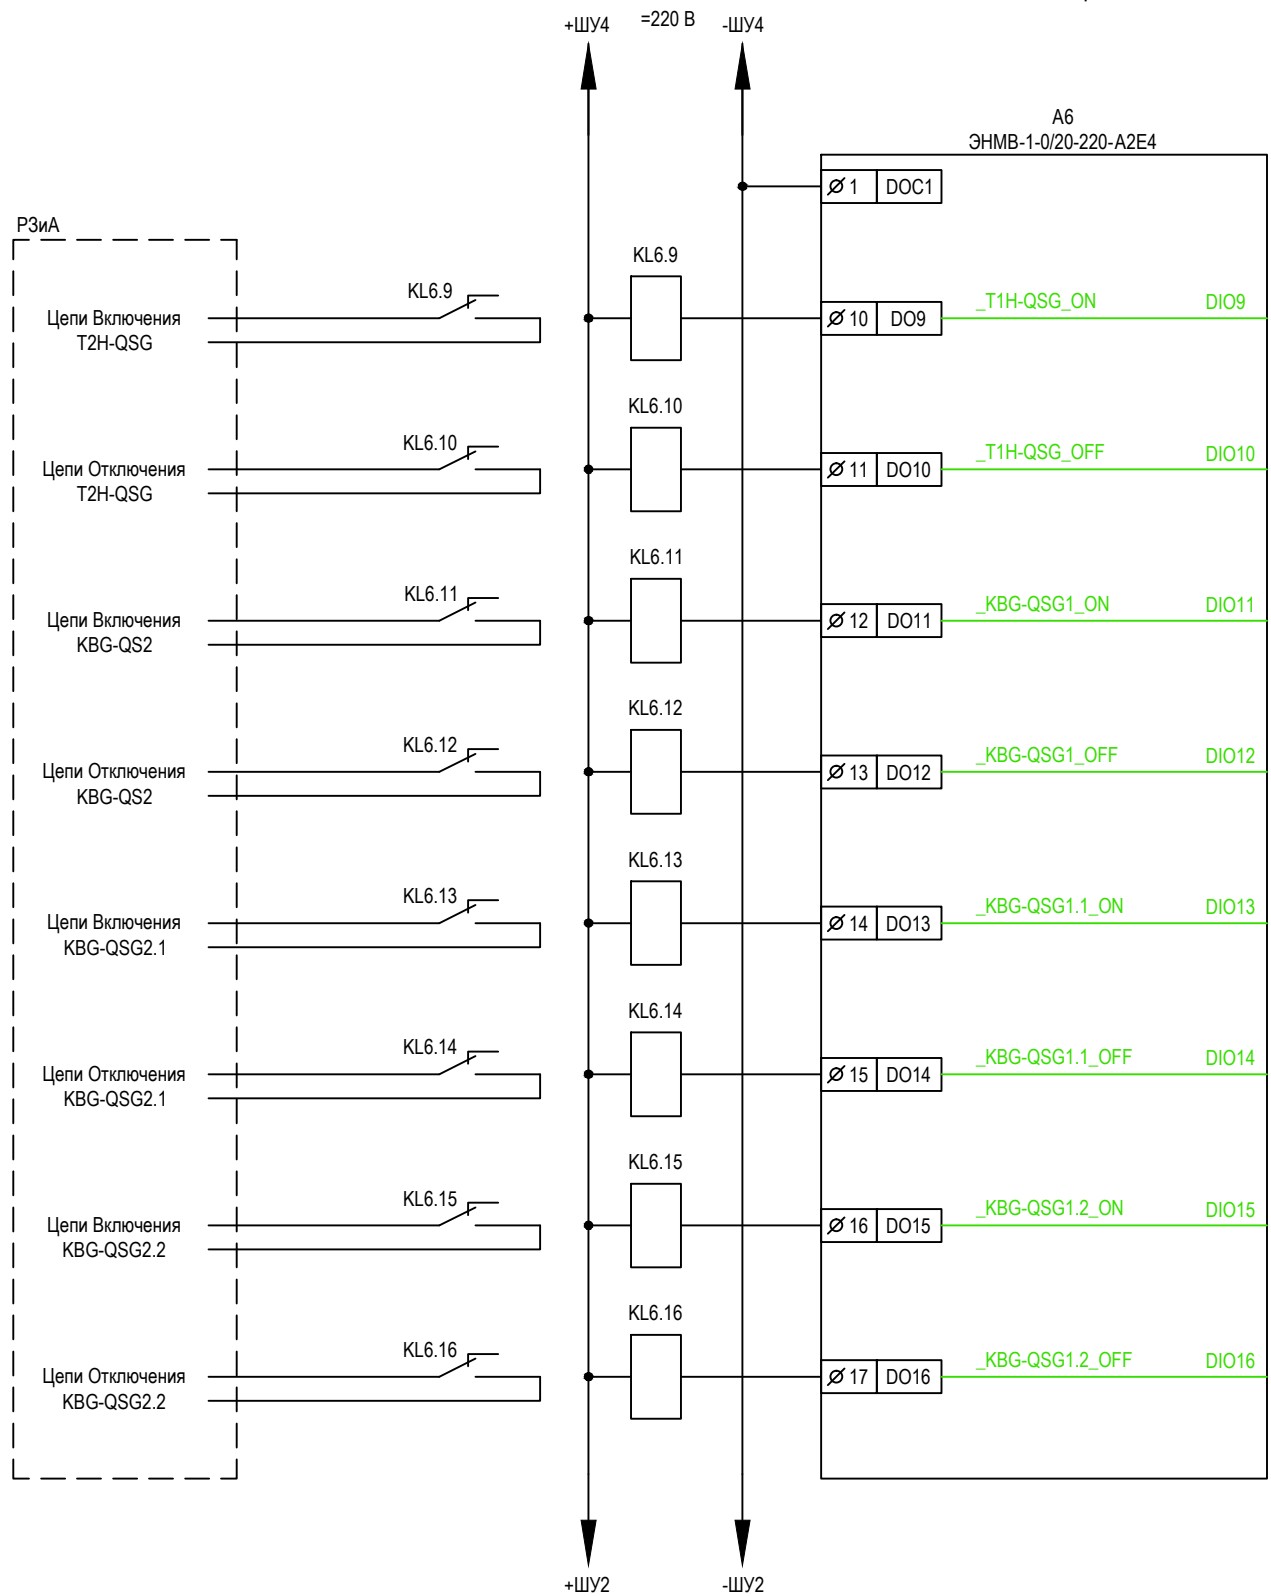 +ШУ4
=220 В
-ШУ4
A6
ЭНМВ-1-0/20-220-A2E4
1 DOC1
РЗиА
KL6.9
KL6.9
Цепи Включения
T2H-QSG
10 DO9
_T1H-QSG_ON
DIO9
KL6.10
KL6.10
Цепи Отключения
T2H-QSG
11 DO10
_T1H-QSG_OFF
DIO10
KL6.11
KL6.11
Цепи Включения
KBG-QS2
12 DO11
_KBG-QSG1_ON
DIO11
KL6.12
KL6.12
Цепи Отключения
KBG-QS2
13 DO12
_KBG-QSG1_OFF
DIO12
KL6.13
KL6.13
Цепи Включения
KBG-QSG2.1
14 DO13
_KBG-QSG1.1_ON
DIO13
KL6.14
KL6.14
Цепи Отключения
KBG-QSG2.1
15 DO14
_KBG-QSG1.1_OFF
DIO14
KL6.15
KL6.15
Цепи Включения
KBG-QSG2.2
16 DO15
_KBG-QSG1.2_ON
DIO15
KL6.16
KL6.16
Цепи Отключения
KBG-QSG2.2
17 DO16
_KBG-QSG1.2_OFF
DIO16
+ШУ2
-ШУ2